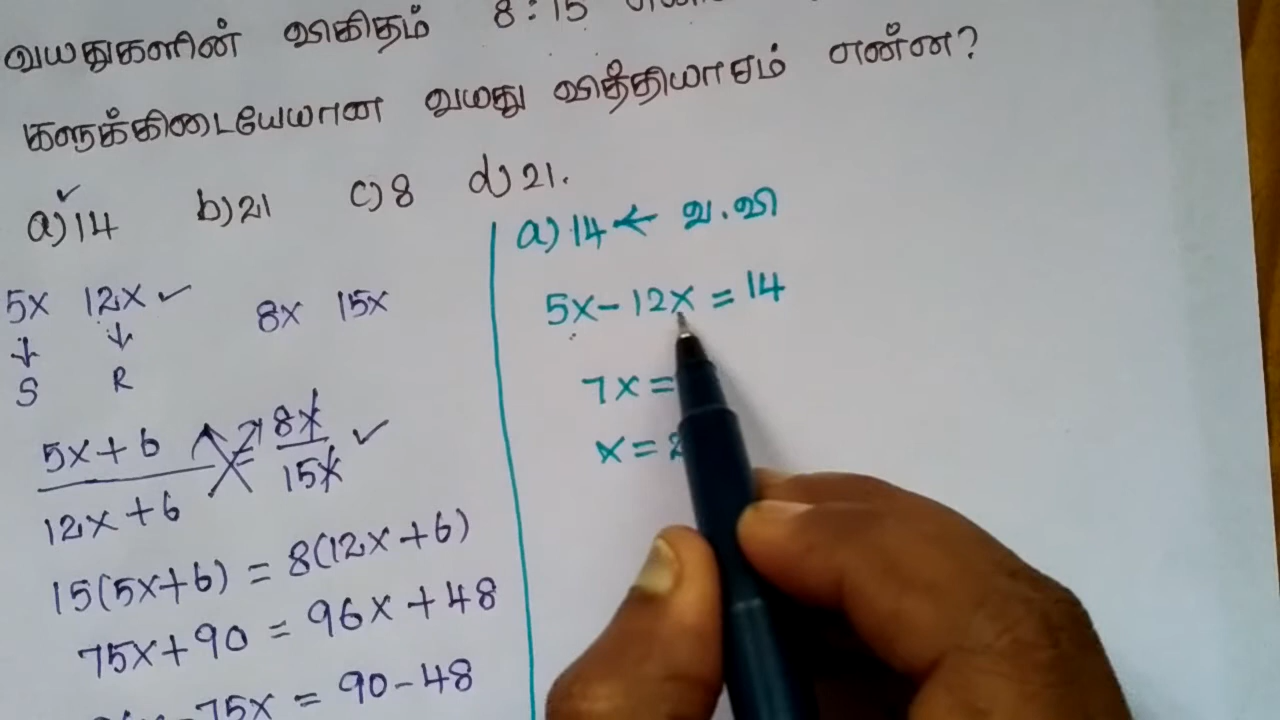 வயதுகளின் விகிதம் 8:15
களுக்கிடையேயான வயது வித்தியாசம் என்ன?
a) 14 ✓ b) 21 c) 8 d) 21.
5x 12x ✓ 8x 15x
↓ ↓
S R
5x+6 / 12x+6 = 8x / 15x ✓
15(5x+6) = 8(12x+6)
75x+90 = 96x+48
75x = 90-48
a) 14 ← வ.வி
5x-12x = 14
7x =
x = 2